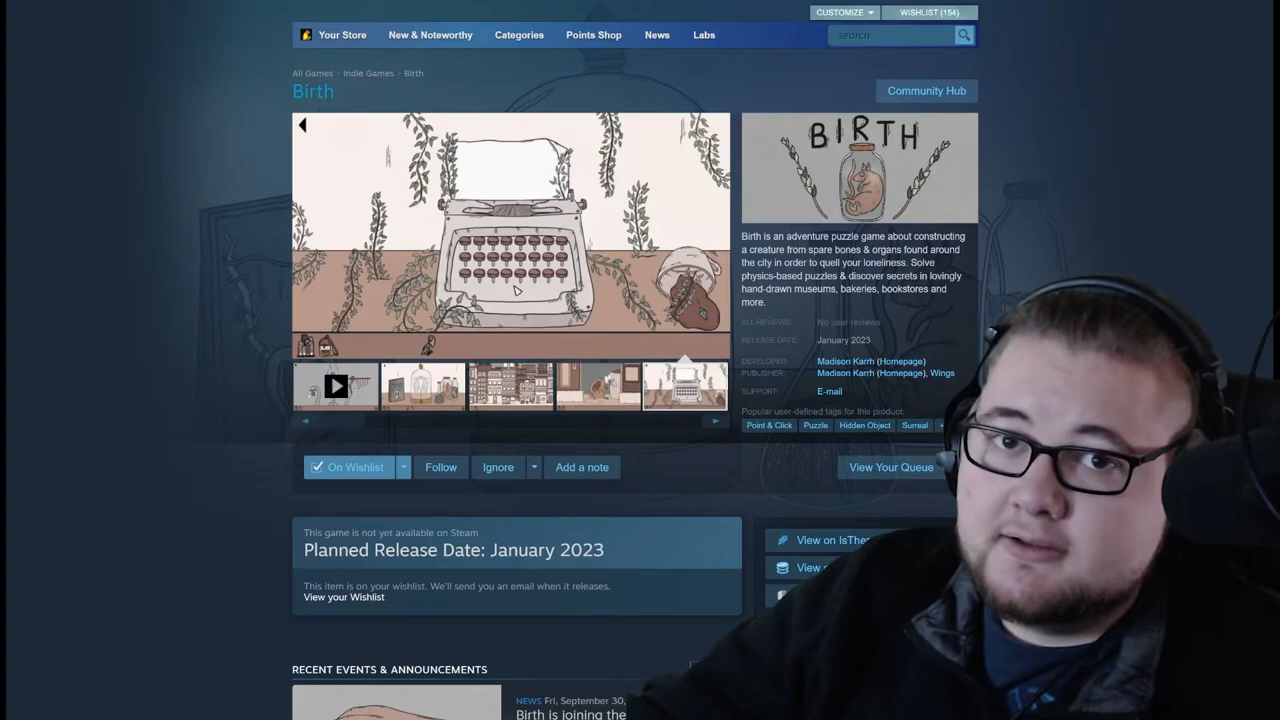 CUSTOMIZE
WISHLIST (154)
Your Store
New & Noteworthy
Categories
Points Shop
News
Labs
search
All Games > Indie Games > Birth
Birth
Community Hub
BIRTH
Birth is an adventure puzzle game about constructing
a creature from spare bones & organs found around
the city in order to quell your loneliness. Solve
physics-based puzzles & discover secrets in lovingly
hand-drawn museums, bakeries, bookstores and
more.
ALL REVIEWS: No user reviews
RELEASE DATE: January 2023
DEVELOPER: Madison Karrh (Homepage)
PUBLISHER: Madison Karrh (Homepage), Wings
SUPPORT: E-mail
Popular user-defined tags for this product:
Point & Click
Puzzle
Hidden Object
Surreal
On Wishlist
Follow
Ignore
Add a note
View Your Queue
This game is not yet available on Steam
Planned Release Date: January 2023
This item is on your wishlist. We'll send you an email when it releases.
View your Wishlist
View on IsThe
View
RECENT EVENTS & ANNOUNCEMENTS
NEWS Fri, September 30,
Birth is joining the